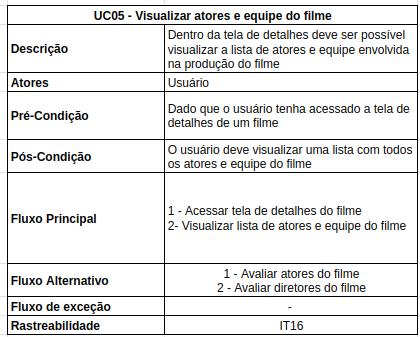 UC05 - Visualizar atores e equipe do filme
Descrição
Dentro da tela de detalhes deve ser possível
visualizar a lista de atores e equipe envolvida
na produção do filme
Atores
Usuário
Pré-Condição
Dado que o usuário tenha acessado a tela de
detalhes de um filme
Pós-Condição
O usuário deve visualizar uma lista com todos
os atores e equipe do filme
Fluxo Principal
1 - Acessar tela de detalhes do filme
2- Visualizar lista de atores e equipe do filme
Fluxo Alternativo
1 - Avaliar atores do filme
2 - Avaliar diretores do filme
Fluxo de exceção
-
Rastreabilidade
IT16